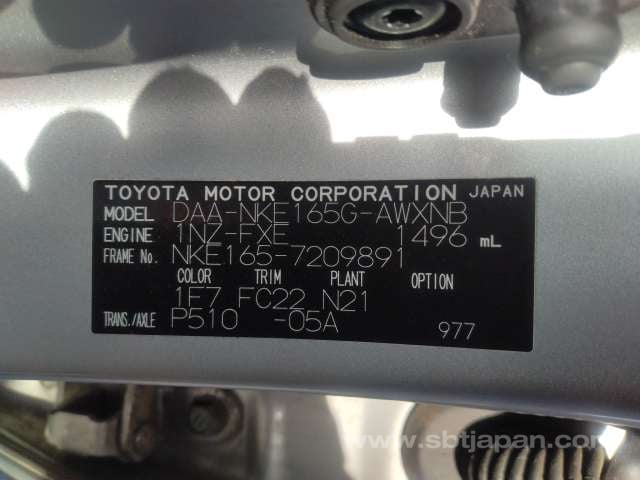 TOYOTA MOTOR CORPORATION JAPAN
MODEL DAA-NKE165G-AWXNB
ENGINE 1NZ-FXE 1496 mL
FRAME No. NKE165-7209891
COLOR TRIM PLANT OPTION
1F7 FC22 N21
TRANS./AXLE P510 -05A 977
www.sbtjapan.com